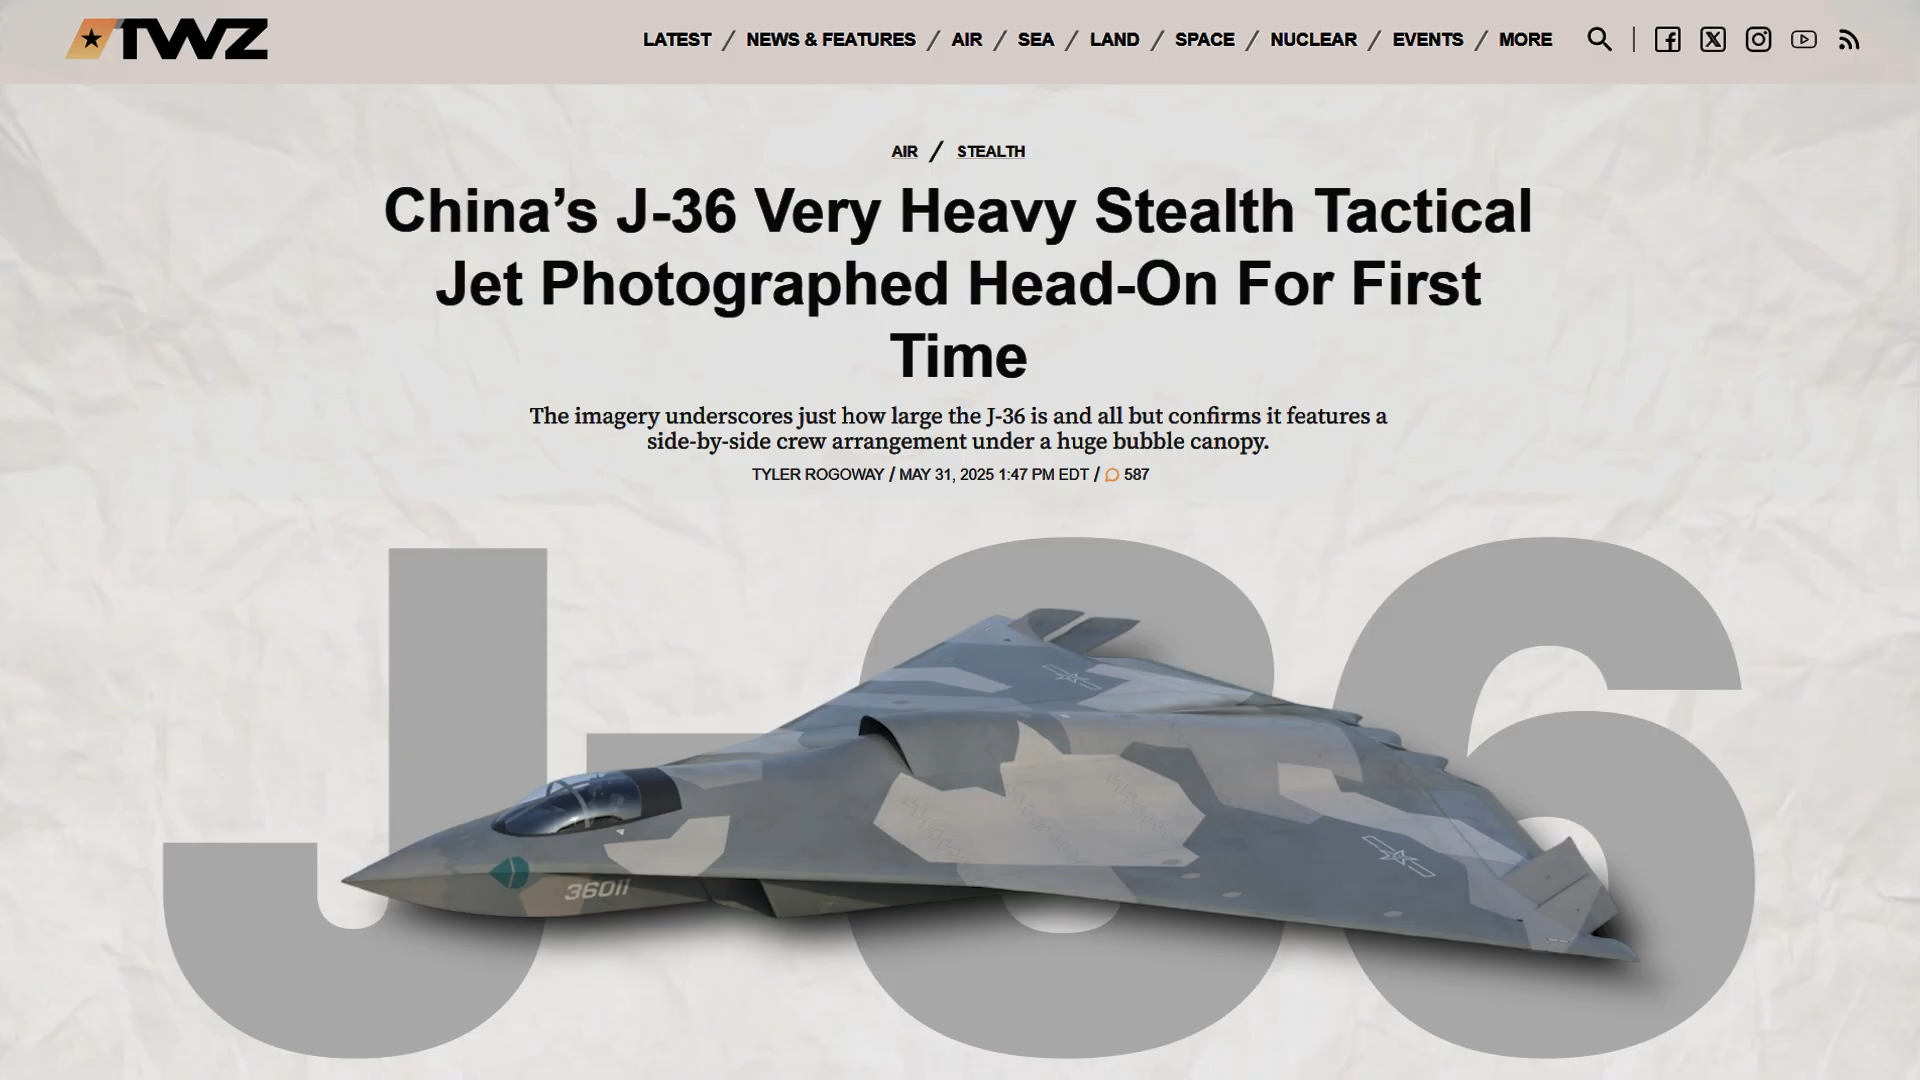 TWZ
LATEST / NEWS & FEATURES / AIR / SEA / LAND / SPACE / NUCLEAR / EVENTS / MORE
AIR / STEALTH
China’s J-36 Very Heavy Stealth Tactical
Jet Photographed Head-On For First
Time
The imagery underscores just how large the J-36 is and all but confirms it features a
side-by-side crew arrangement under a huge bubble canopy.
TYLER ROGOWAY / MAY 31, 2025 1:47 PM EDT / 587
J-36
36011